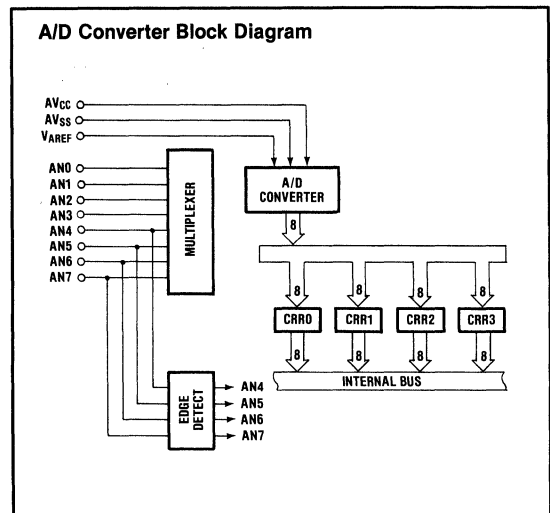 A/D Converter Block Diagram
AVCC
AVSS
VAREF
AN0
AN1
AN2
AN3
AN4
AN5
AN6
AN7
MULTIPLEXER
A/D
CONVERTER
8
8
8
8
8
CRR0
CRR1
CRR2
CRR3
8
8
8
8
INTERNAL BUS
EDGE
DETECT
AN4
AN5
AN6
AN7